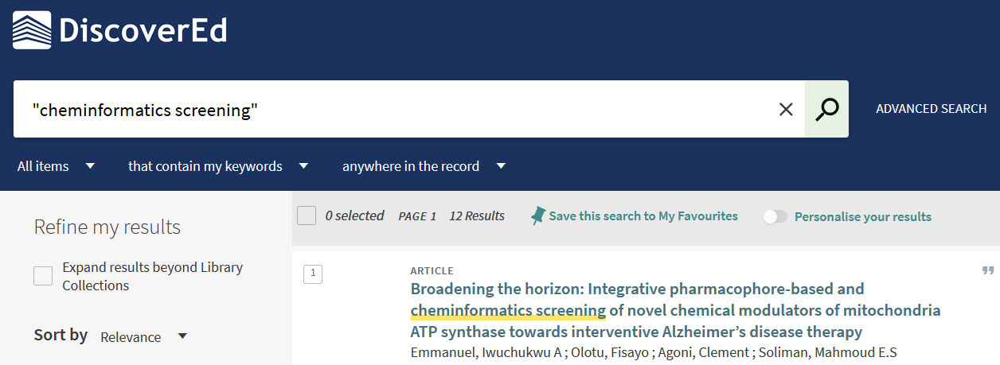 DiscoverEd
"cheminformatics screening"
ADVANCED SEARCH
All items that contain my keywords anywhere in the record
Refine my results
Expand results beyond Library
Collections
Sort by Relevance
0 selected PAGE 1 12 Results Save this search to My Favourites Personalise your results
1
ARTICLE
Broadening the horizon: Integrative pharmacophore-based and
cheminformatics screening of novel chemical modulators of mitochondria
ATP synthase towards interventive Alzheimer’s disease therapy
Emmanuel, Iwuchukwu A ; Olotu, Fisayo ; Agoni, Clement ; Soliman, Mahmoud E.S